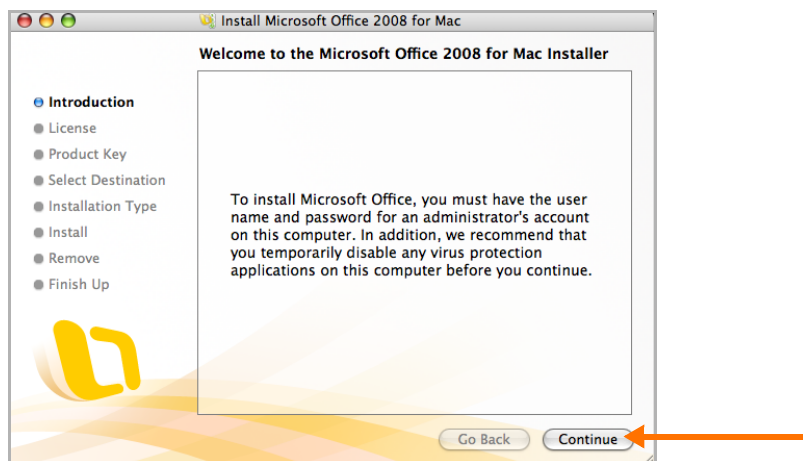 Install Microsoft Office 2008 for Mac
Welcome to the Microsoft Office 2008 for Mac Installer
Introduction
License
Product Key
Select Destination
Installation Type
Install
Remove
Finish Up
To install Microsoft Office, you must have the user
name and password for an administrator's account
on this computer. In addition, we recommend that
you temporarily disable any virus protection
applications on this computer before you continue.
Go Back
Continue